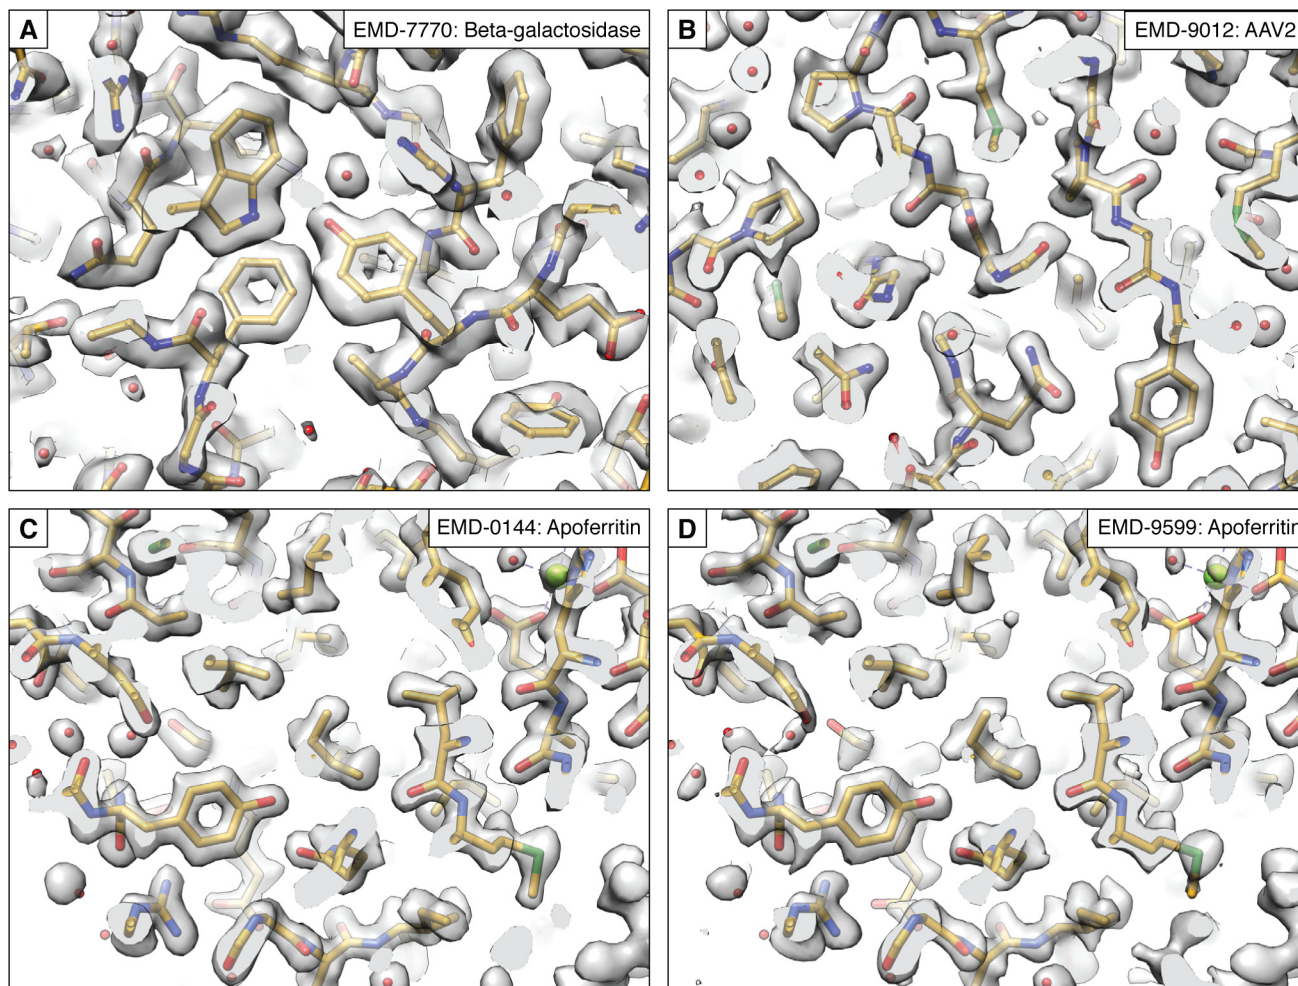 A
EMD-7770: Beta-galactosidase
B
EMD-9012: AAV2
C
EMD-0144: Apoferritin
D
EMD-9599: Apoferritin